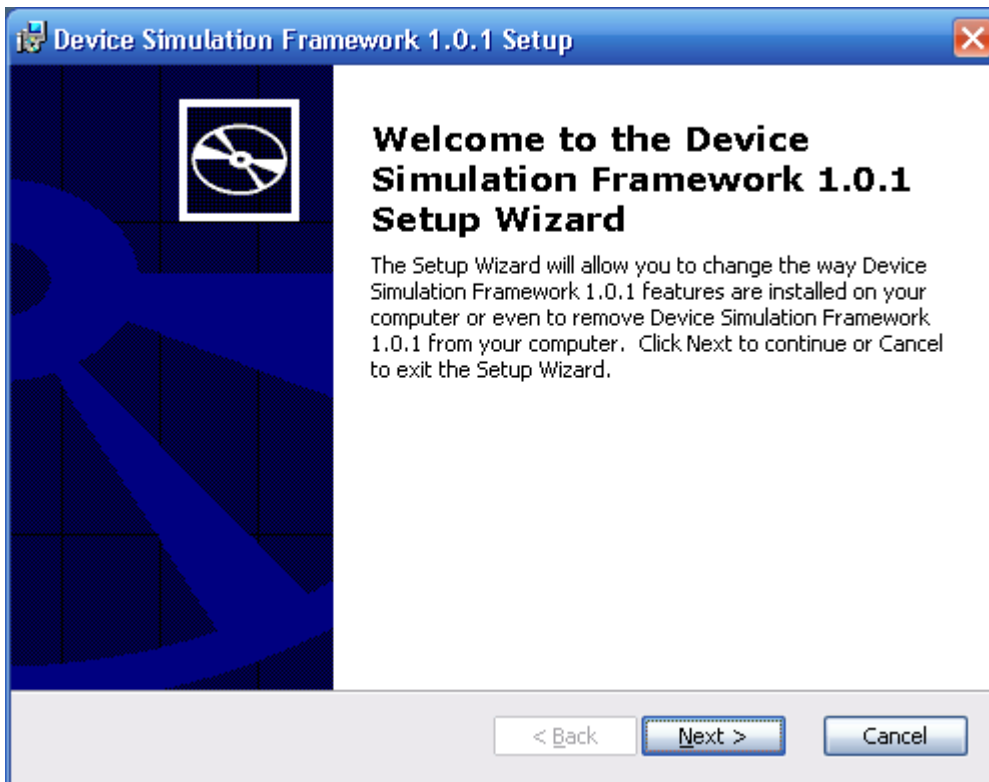 Device Simulation Framework 1.0.1 Setup
Welcome to the Device
Simulation Framework 1.0.1
Setup Wizard
The Setup Wizard will allow you to change the way Device
Simulation Framework 1.0.1 features are installed on your
computer or even to remove Device Simulation Framework
1.0.1 from your computer.  Click Next to continue or Cancel
to exit the Setup Wizard.
< Back Next > Cancel